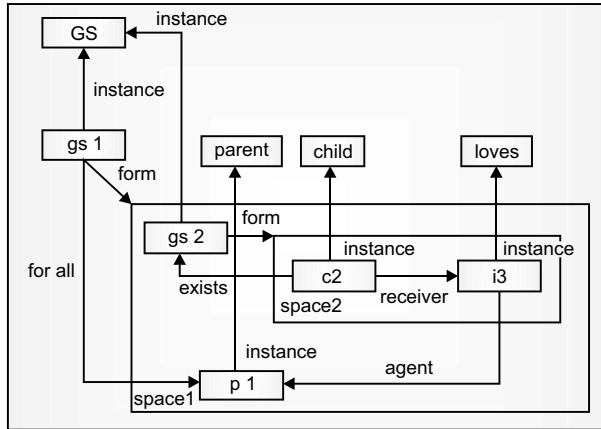 instance
GS
instance
gs 1
parent
child
loves
form
gs 2
form
for all
instance
instance
c2
i3
exists
receiver
space2
instance
agent
p 1
space1